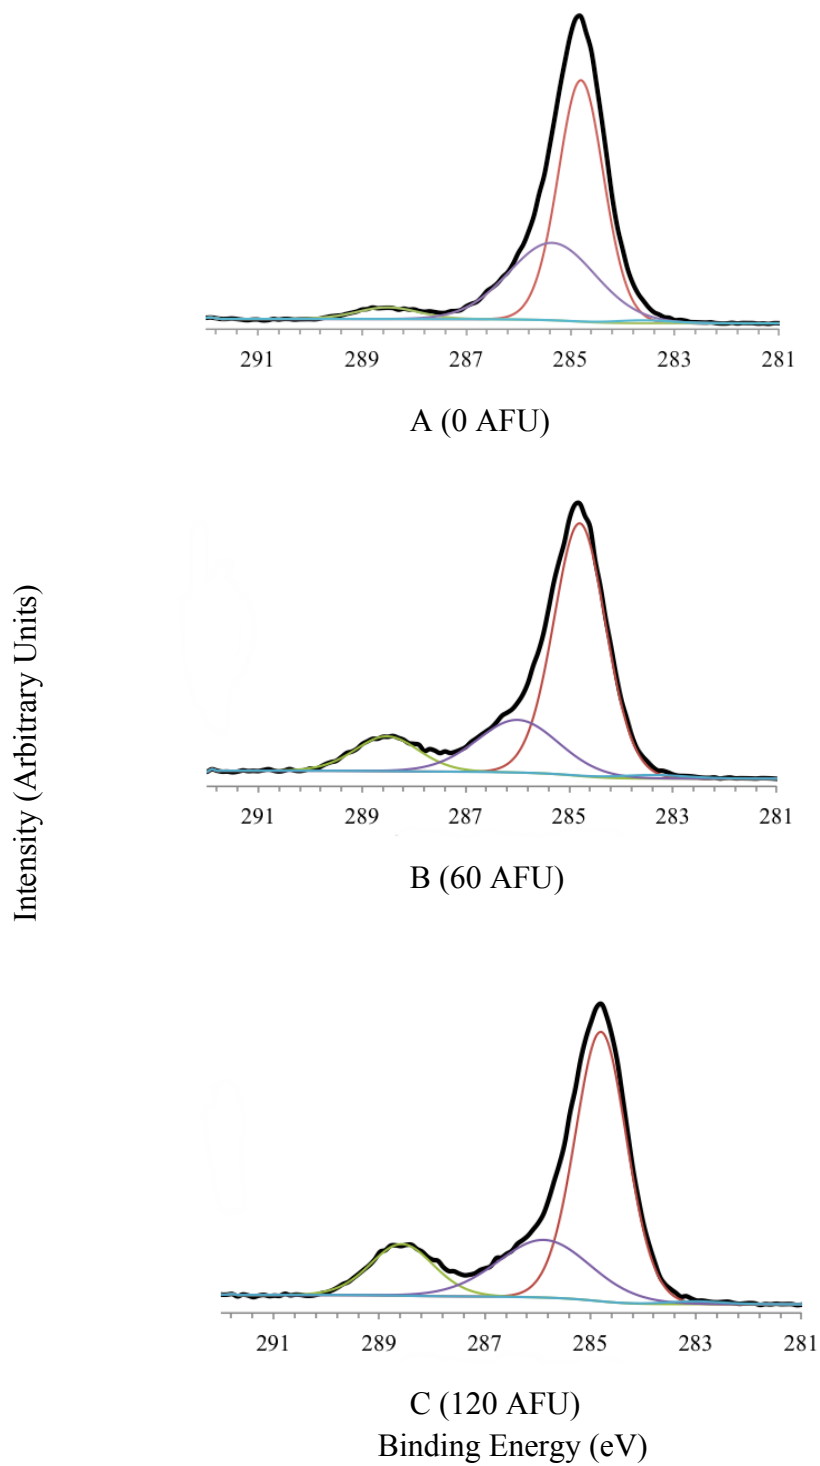 291 289 287 285 283 281
A (0 AFU)
Intensity (Arbitrary Units)
291 289 287 285 283 281
B (60 AFU)
291 289 287 285 283 281
C (120 AFU)
Binding Energy (eV)